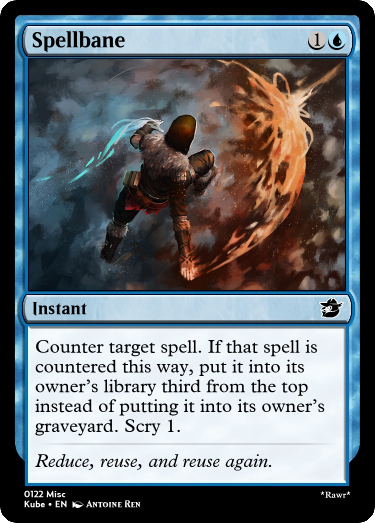 Spellbane 1
Instant
Counter target spell. If that spell is
countered this way, put it into its
owner's library third from the top
instead of putting it into its owner's
graveyard. Scry 1.
Reduce, reuse, and reuse again.
0122 Misc
Kube • EN Antoine Ren
*Rawr*